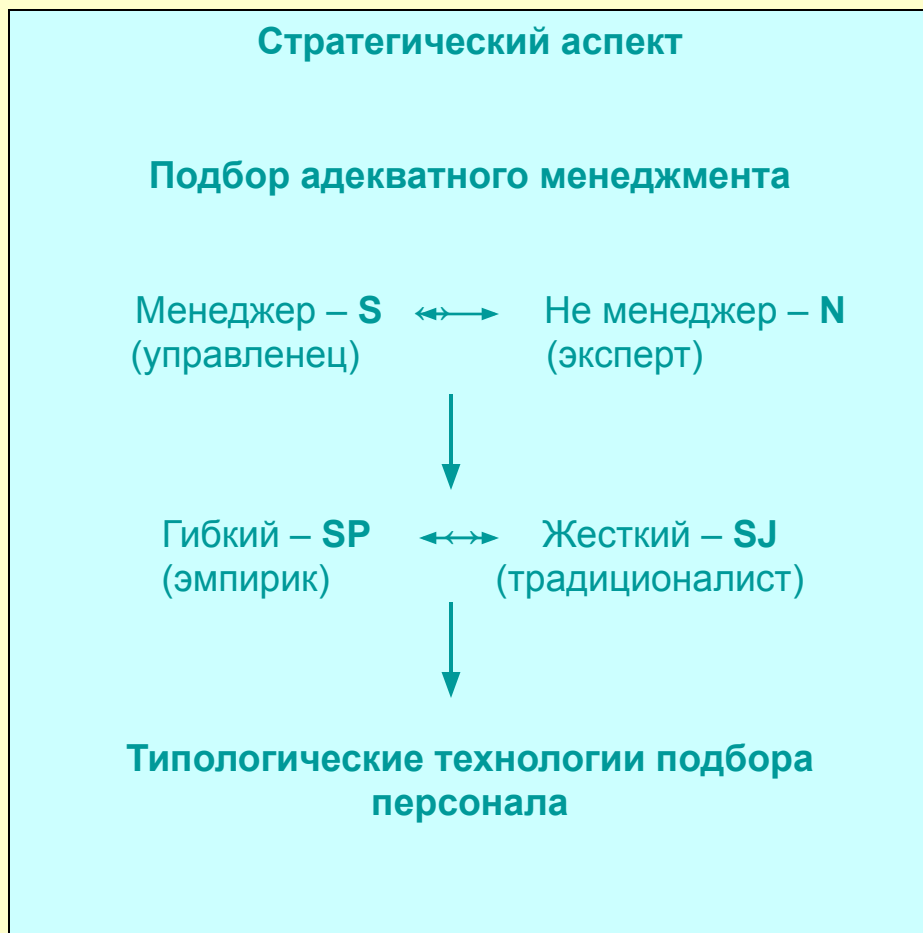 Стратегический аспект
Подбор адекватного менеджмента
Менеджер – S Не менеджер – N
(управленец) (эксперт)
Гибкий – SP Жесткий – SJ
(эмпирик) (традиционалист)
Типологические технологии подбора
персонала